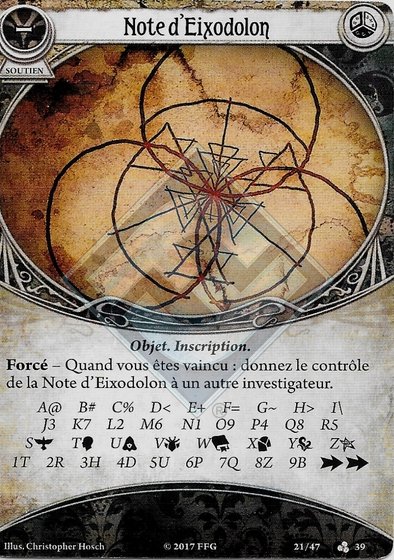 Note d'Eixodolon
SOUTIEN
Objet. Inscription.
Forcé – Quand vous êtes vaincu : donnez le contrôle
de la Note d'Eixodolon à un autre investigateur.
A@ B# C% D< E+ F= G~ H> I\
J3 K7 L2 M6 N1 O9 P4 Q8 R5
S T U V W X Y Z
1T 2R 3H 4D 5U 6P 7Q 8Z 9B
Illus. Christopher Hosch © 2017 FFG 21/47 39